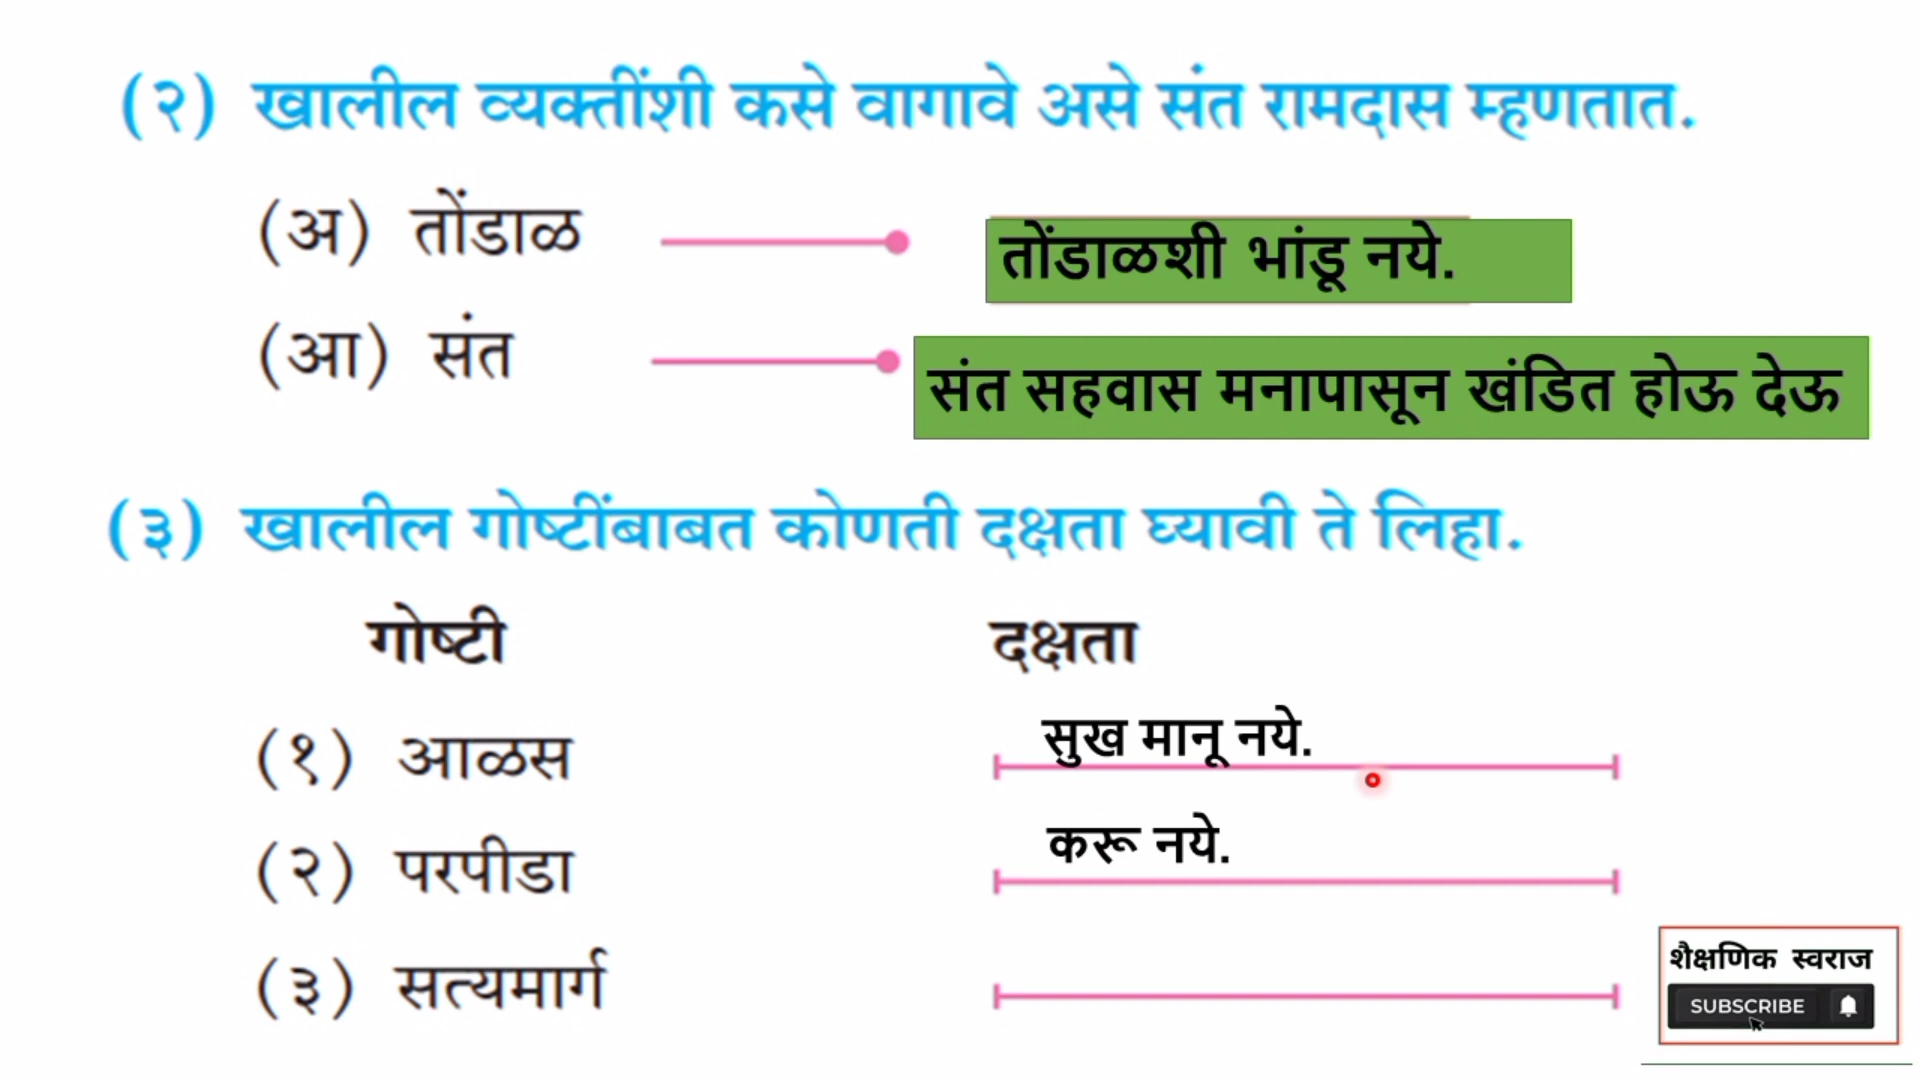 (२) खालील व्यक्तींशी कसे वागावे असे संत रामदास म्हणतात.
(अ) तोंडाळ तोंडाळशी भांडू नये.
(आ) संत संत सहवास मनापासून खंडित होऊ देऊ
(३) खालील गोष्टींबाबत कोणती दक्षता घ्यावी ते लिहा.
गोष्टी दक्षता
(१) आळस सुख मानू नये.
(२) परपीडा करू नये.
(३) सत्यमार्ग
शैक्षणिक स्वराज
SUBSCRIBE